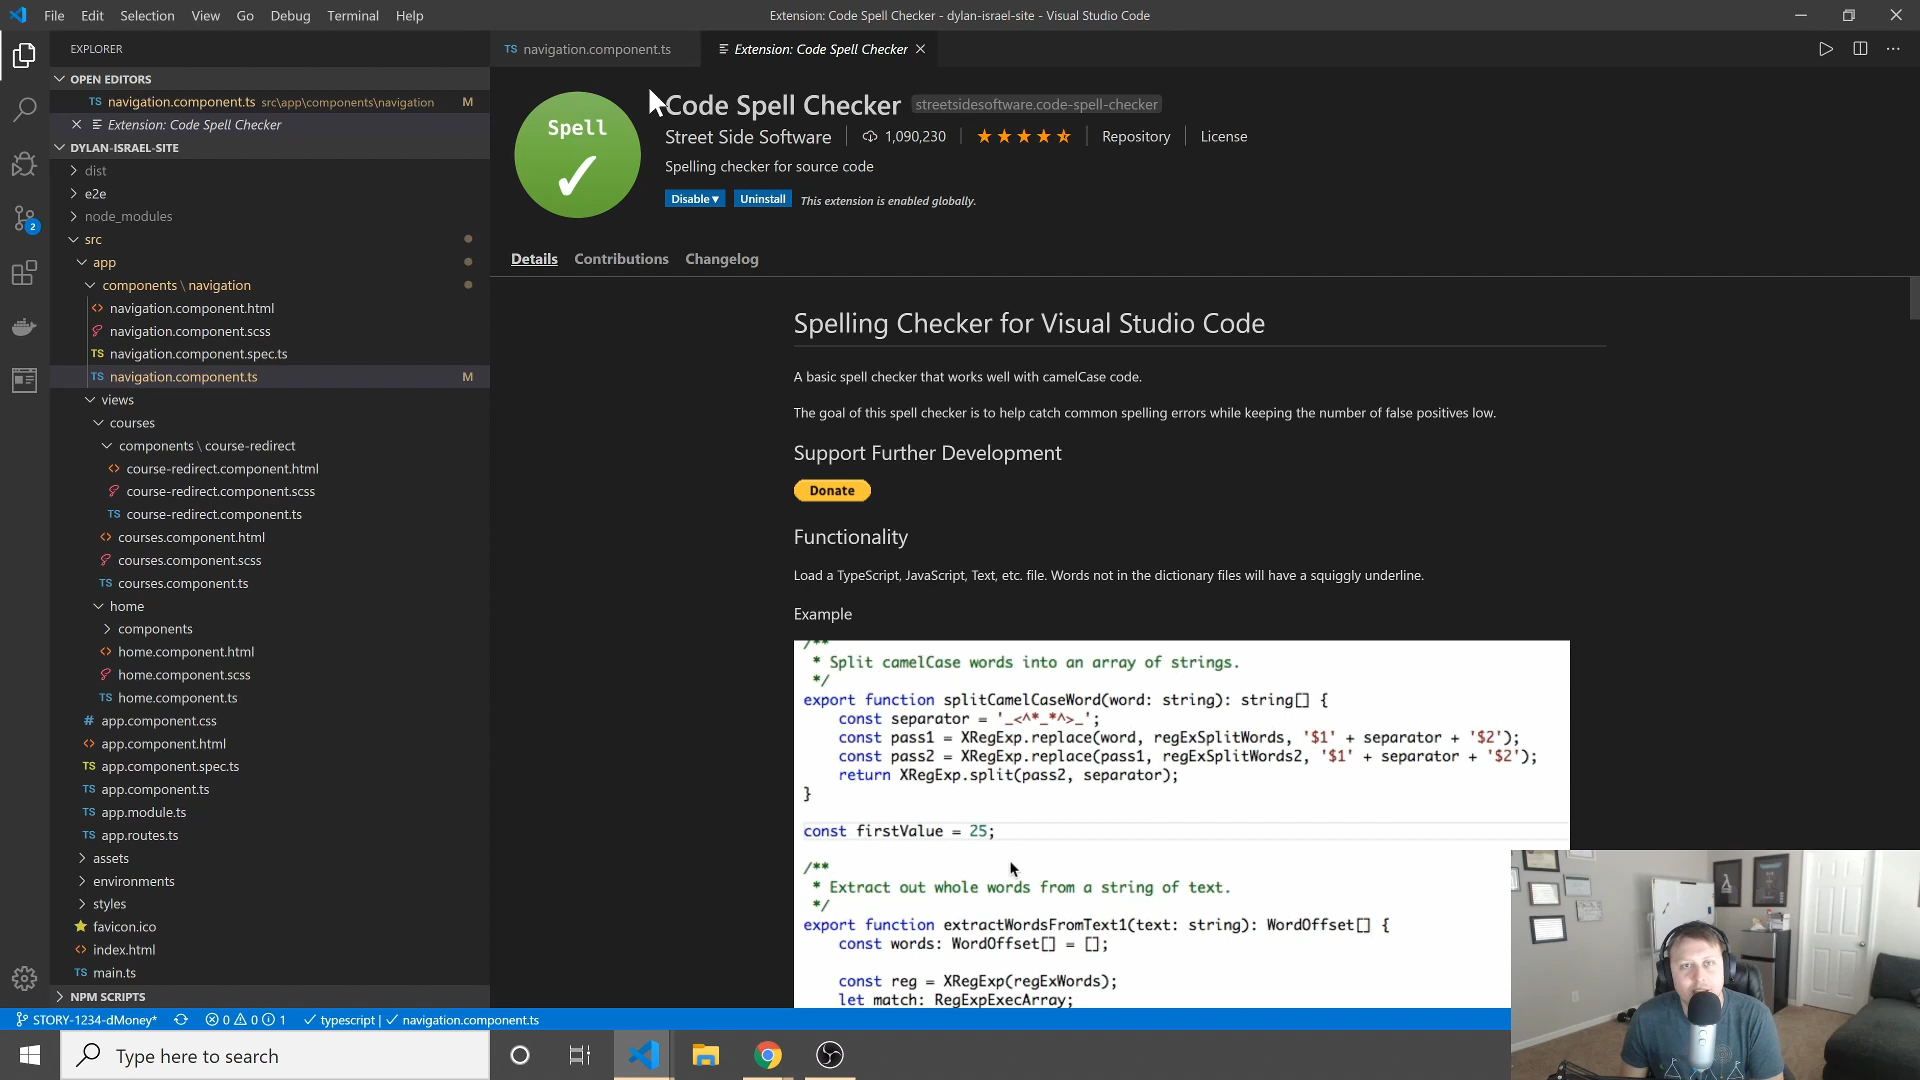 File Edit Selection View Go Debug Terminal Help
Extension: Code Spell Checker - dylan-israel-site - Visual Studio Code
EXPLORER
OPEN EDITORS
TS navigation.component.ts src\app\components\navigation M
Extension: Code Spell Checker
DYLAN-ISRAEL-SITE
dist
e2e
node_modules
src
app
components \ navigation
navigation.component.html
navigation.component.scss
TS navigation.component.spec.ts
TS navigation.component.ts M
views
courses
components \ course-redirect
course-redirect.component.html
course-redirect.component.scss
TS course-redirect.component.ts
courses.component.html
courses.component.scss
TS courses.component.ts
home
components
home.component.html
home.component.scss
TS home.component.ts
# app.component.css
app.component.html
TS app.component.spec.ts
TS app.component.ts
TS app.module.ts
TS app.routes.ts
assets
environments
styles
favicon.ico
index.html
TS main.ts
NPM SCRIPTS
2
TS navigation.component.ts
Extension: Code Spell Checker
Spell
Code Spell Checker streetsidesoftware.code-spell-checker
Street Side Software 1,090,230 Repository License
Spelling checker for source code
Disable Uninstall This extension is enabled globally.
Details Contributions Changelog
Spelling Checker for Visual Studio Code
A basic spell checker that works well with camelCase code.
The goal of this spell checker is to help catch common spelling errors while keeping the number of false positives low.
Support Further Development
Donate
Functionality
Load a TypeScript, JavaScript, Text, etc. file. Words not in the dictionary files will have a squiggly underline.
Example
/**
* Split camelCase words into an array of strings.
*/
export function splitCamelCaseWord(word: string): string[] {
const separator = '_<^*_*^>_';
const pass1 = XRegExp.replace(word, regExSplitWords, '$1' + separator + '$2');
const pass2 = XRegExp.replace(pass1, regExSplitWords2, '$1' + separator + '$2');
return XRegExp.split(pass2, separator);
}
const firstValue = 25;
/**
* Extract out whole words from a string of text.
*/
export function extractWordsFromText1(text: string): WordOffset[] {
const words: WordOffset[] = [];
const reg = XRegExp(regExWords);
let match: RegExpExecArray;
STORY-1234-dMoney* 0 0 1 typescript | navigation.component.ts
Type here to search